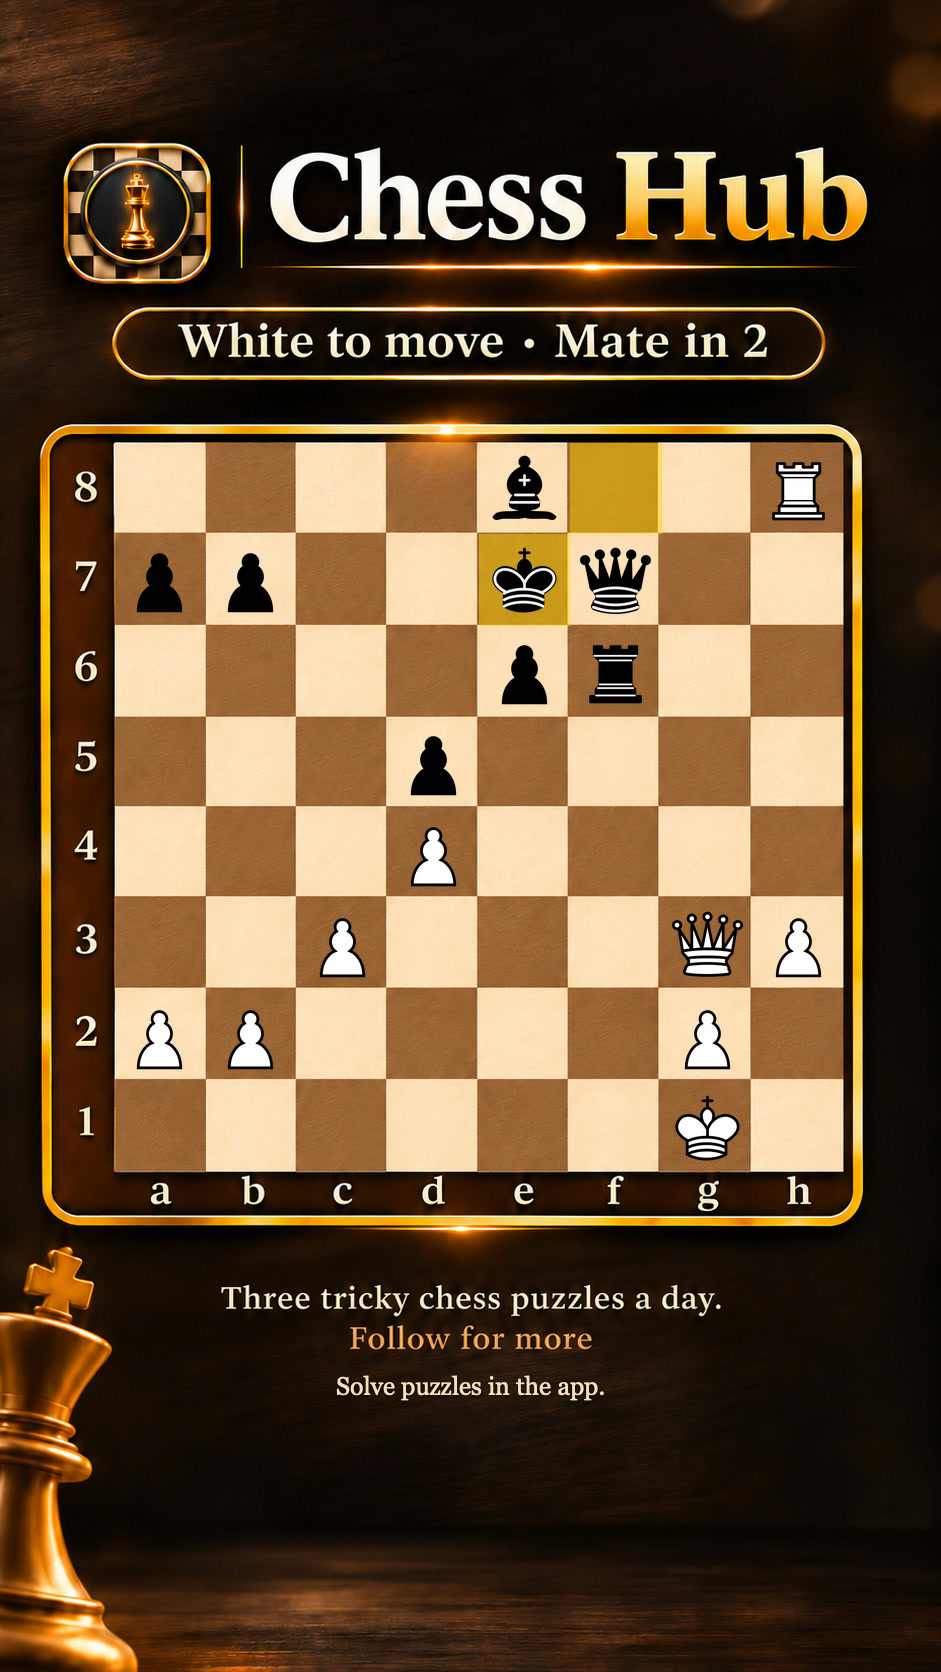 Chess Hub
White to move · Mate in 2
8
7
6
5
4
3
2
1
a b c d e f g h
Three tricky chess puzzles a day.
Follow for more
Solve puzzles in the app.